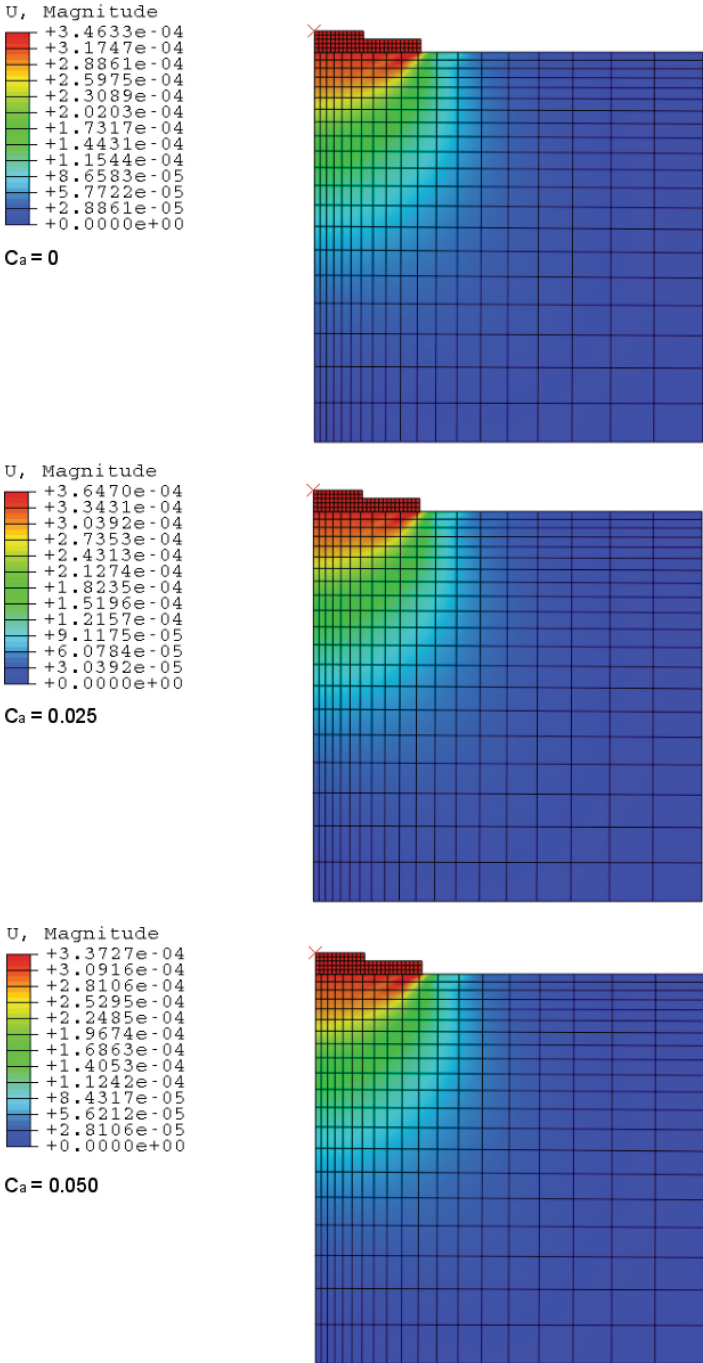 U, Magnitude
+3.4633e-04
+3.1747e-04
+2.8861e-04
+2.5975e-04
+2.3089e-04
+2.0203e-04
+1.7317e-04
+1.4431e-04
+1.1544e-04
+8.6583e-05
+5.7722e-05
+2.8861e-05
+0.0000e+00
Ca = 0
U, Magnitude
+3.6470e-04
+3.3431e-04
+3.0392e-04
+2.7353e-04
+2.4313e-04
+2.1274e-04
+1.8235e-04
+1.5196e-04
+1.2157e-04
+9.1175e-05
+6.0784e-05
+3.0392e-05
+0.0000e+00
Ca = 0.025
U, Magnitude
+3.3727e-04
+3.0916e-04
+2.8106e-04
+2.5295e-04
+2.2485e-04
+1.9674e-04
+1.6863e-04
+1.4053e-04
+1.1242e-04
+8.4317e-05
+5.6212e-05
+2.8106e-05
+0.0000e+00
Ca = 0.050